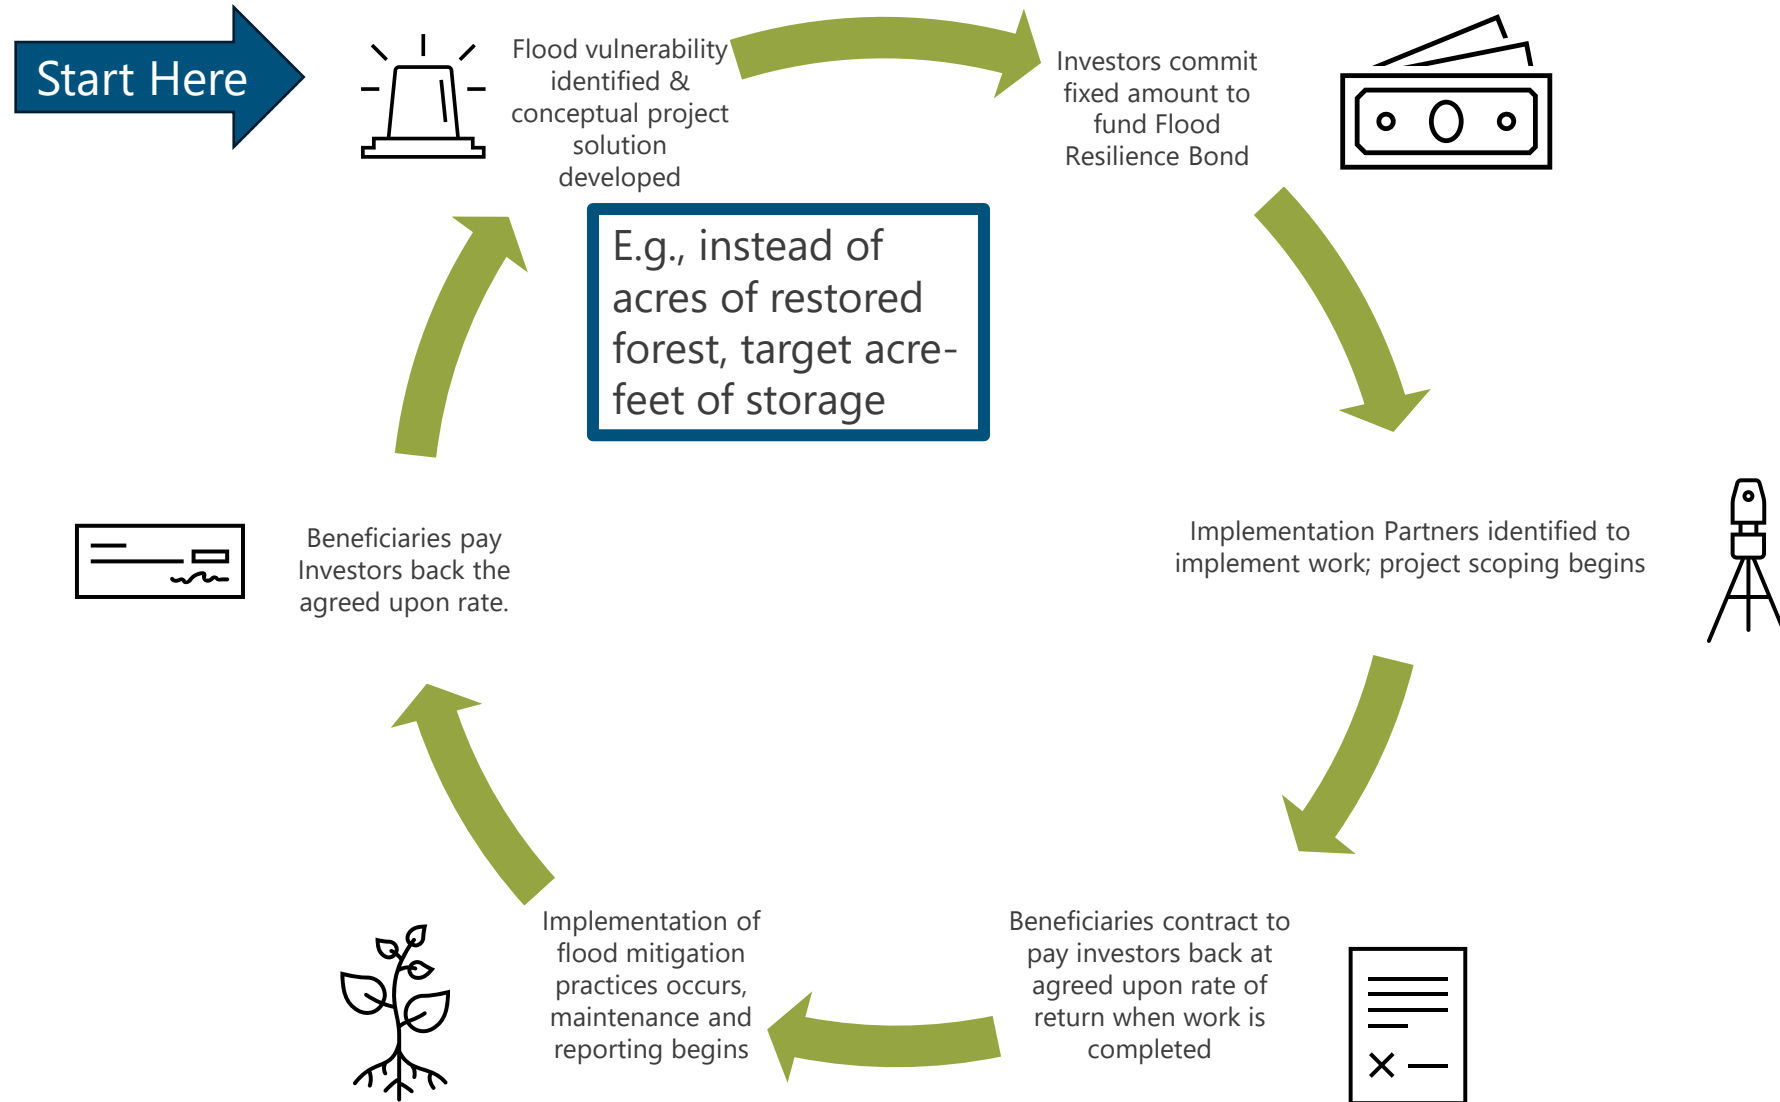 Start Here
Flood vulnerability
identified &
conceptual project
solution
developed
Investors commit
fixed amount to
fund Flood
Resilience Bond
E.g., instead of
acres of restored
forest, target acre-
feet of storage
Implementation Partners identified to
implement work; project scoping begins
Beneficiaries contract to
pay investors back at
agreed upon rate of
return when work is
completed
Implementation of
flood mitigation
practices occurs,
maintenance and
reporting begins
Beneficiaries pay
Investors back the
agreed upon rate.